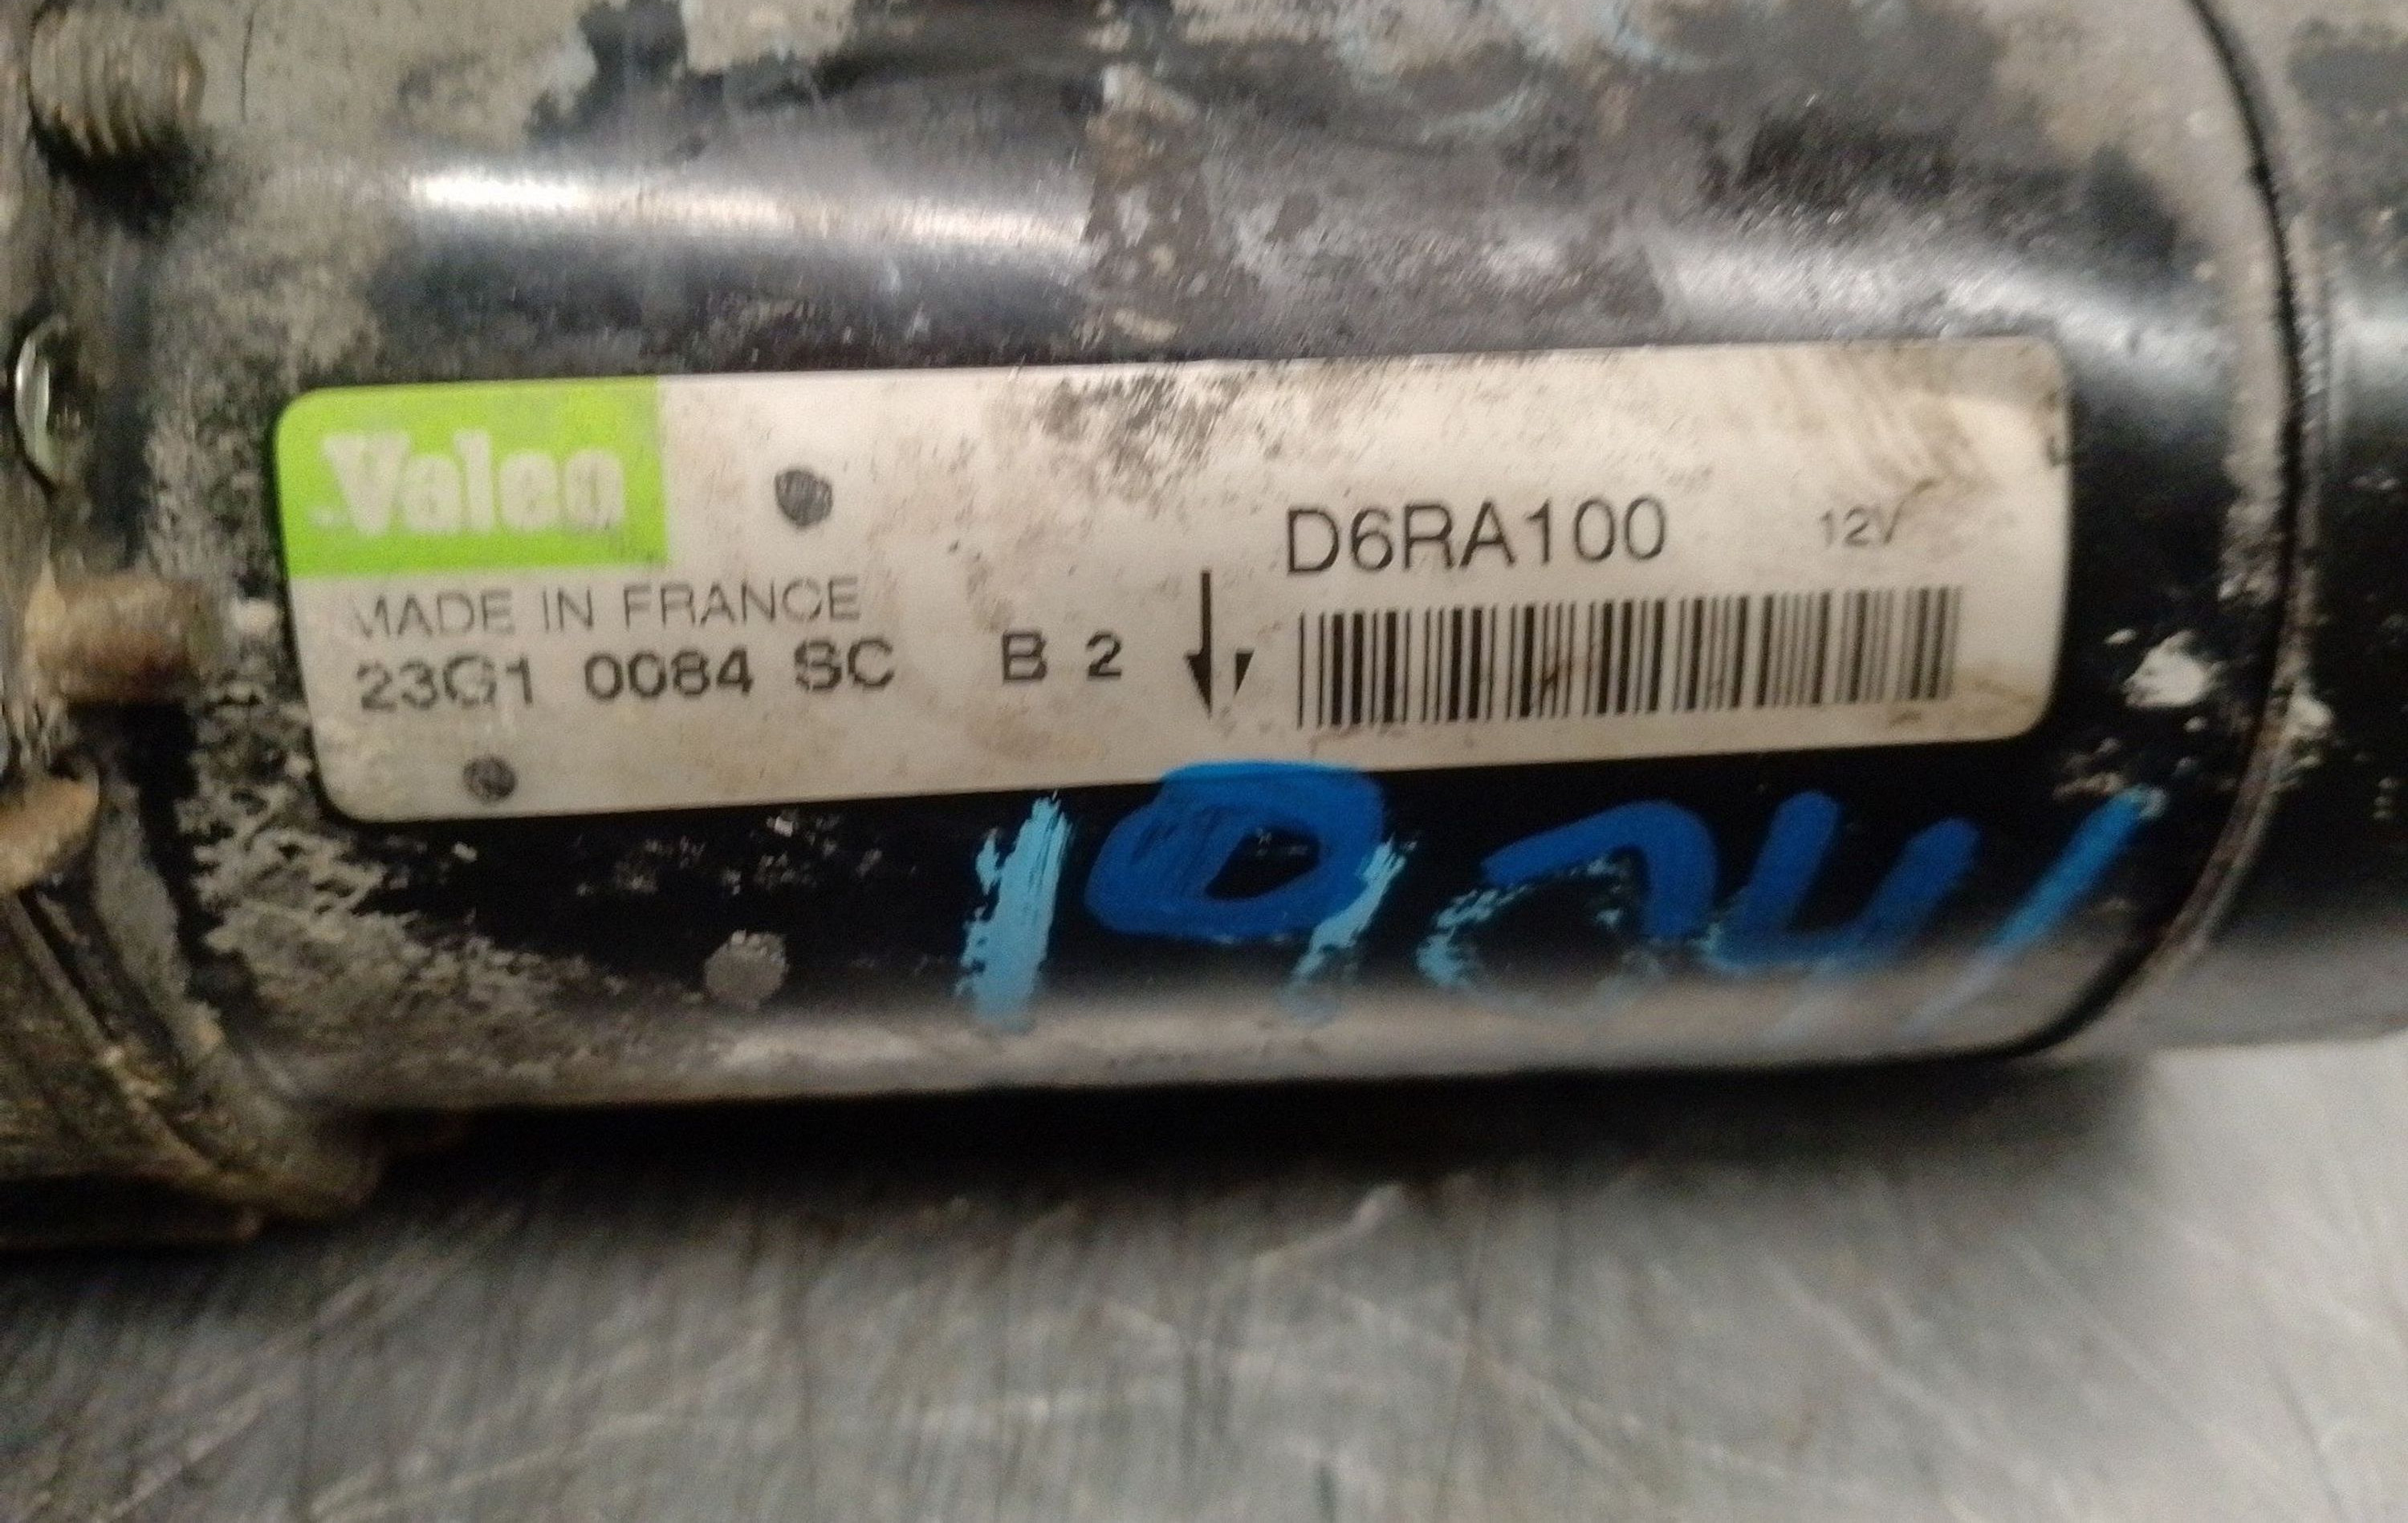 Valeo
D6RA100 12V
MADE IN FRANCE
23G1 0084 SC B 2